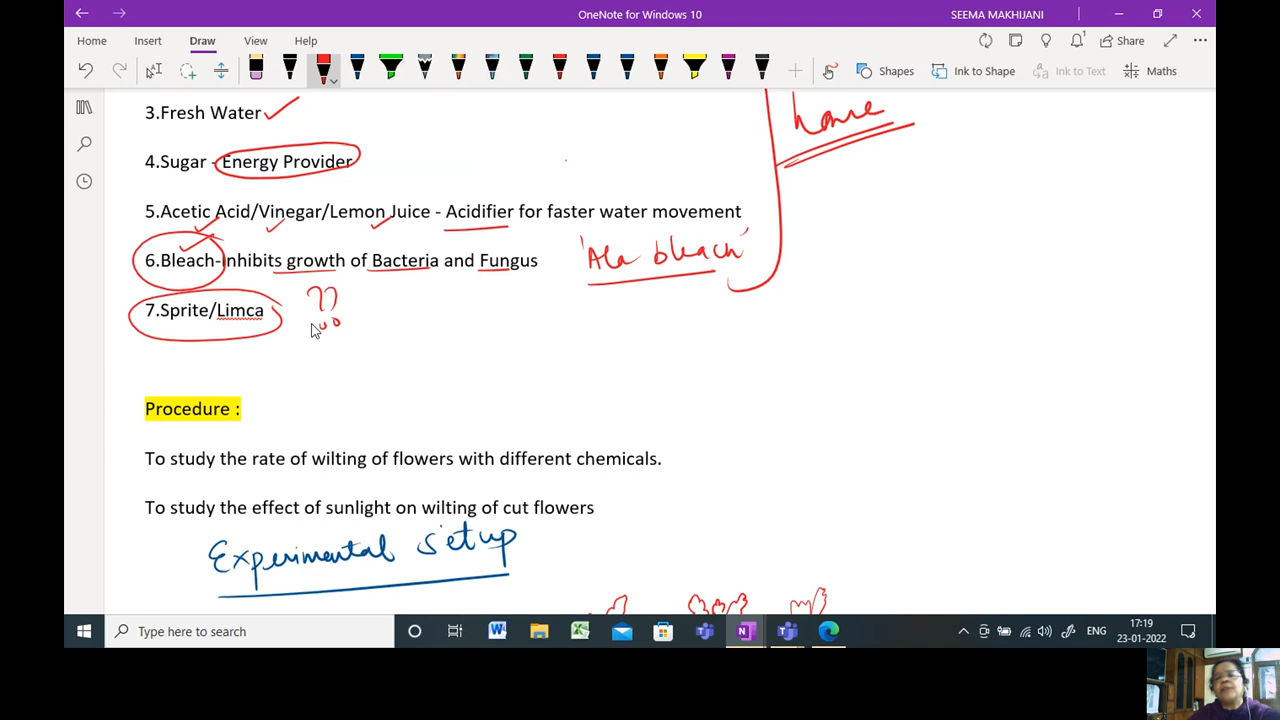 OneNote for Windows 10
SEEMA MAKHIJANI
Home Insert Draw View Help
Share
Shapes Ink to Shape Ink to Text Maths
3.Fresh Water
home
4.Sugar - Energy Provider
5.Acetic Acid/Vinegar/Lemon Juice - Acidifier for faster water movement
6.Bleach-Inhibits growth of Bacteria and Fungus
'Ala bleach'
7.Sprite/Limca
??
Procedure :
To study the rate of wilting of flowers with different chemicals.
To study the effect of sunlight on wilting of cut flowers
Experimental setup
Type here to search
ENG
17:19
23-01-2022